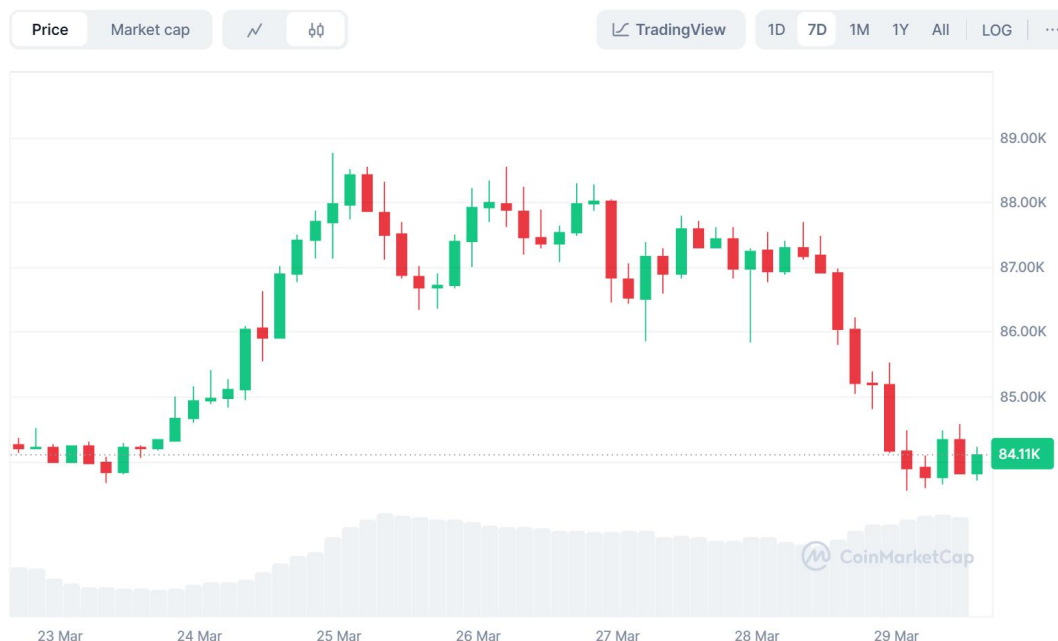 Price Market cap TradingView 1D 7D 1M 1Y All LOG ...
89.00K
88.00K
87.00K
86.00K
85.00K
84.11K
CoinMarketCap
23 Mar 24 Mar 25 Mar 26 Mar 27 Mar 28 Mar 29 Mar